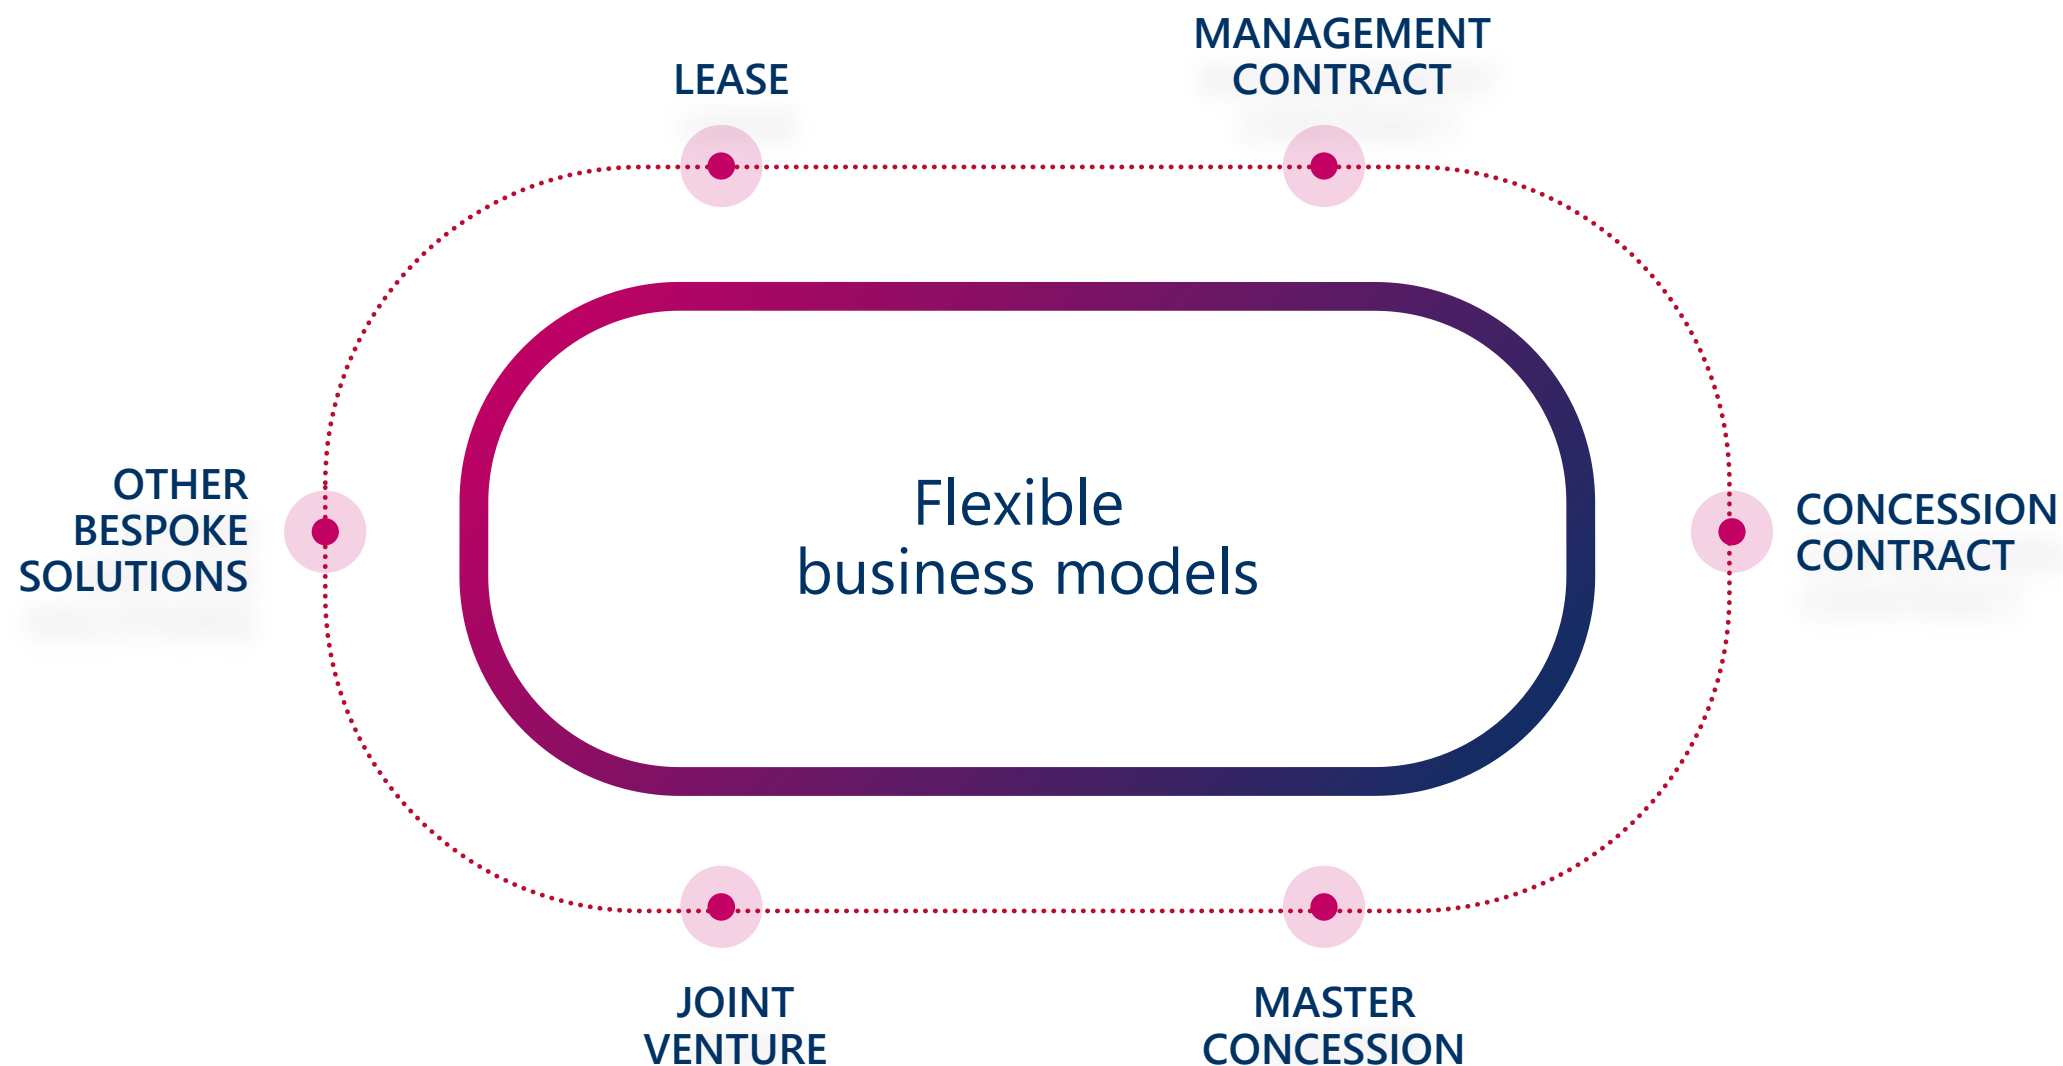 LEASE
MANAGEMENT
CONTRACT
OTHER
BESPOKE
SOLUTIONS
Flexible
business models
CONCESSION
CONTRACT
JOINT
VENTURE
MASTER
CONCESSION